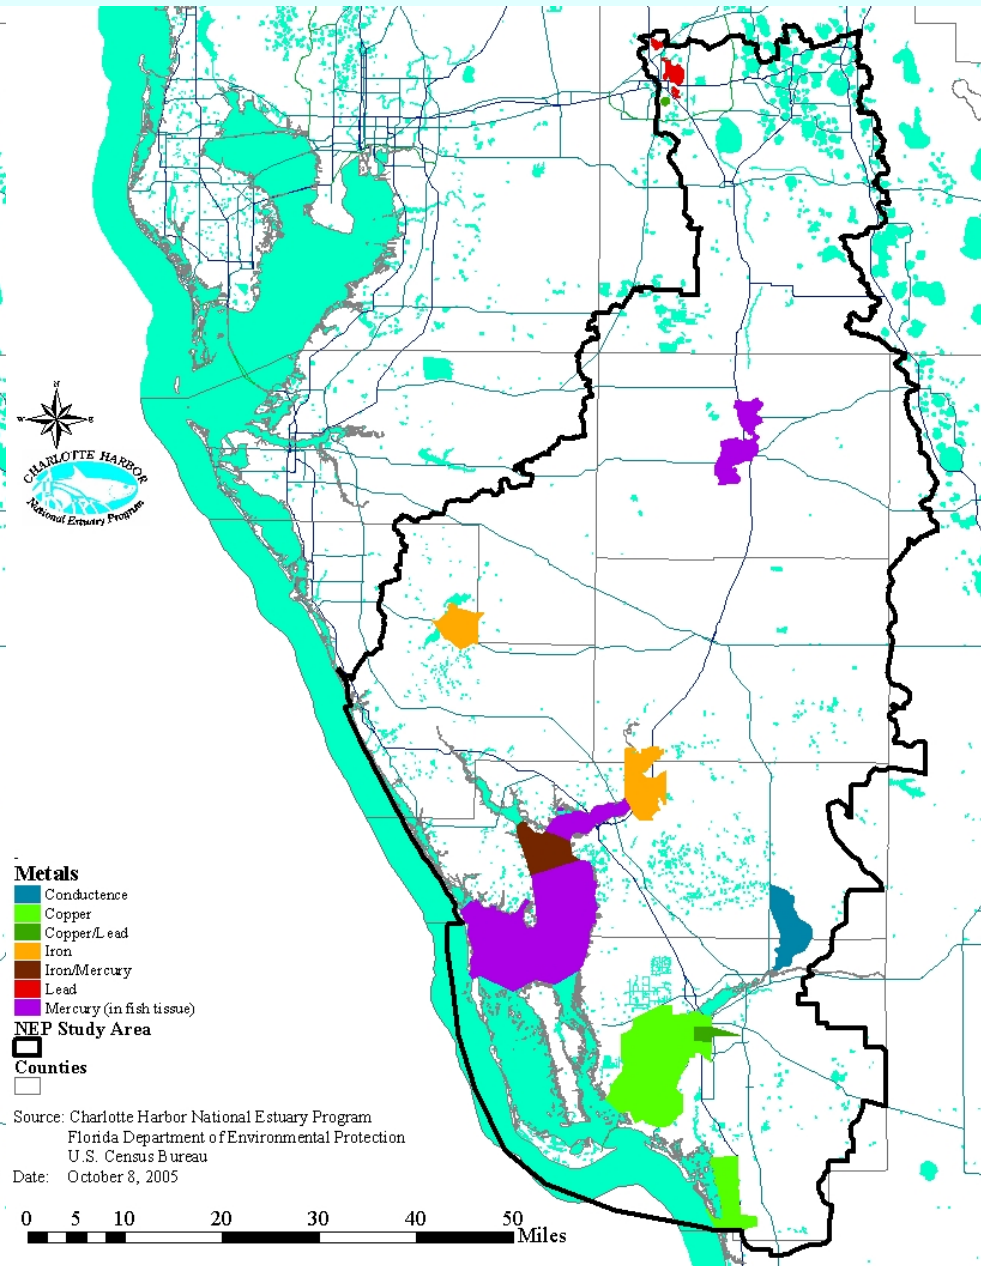 N
W
E
S
CHARLOTTE HARBOR
National Estuary Program
Metals
Conductence
Copper
Copper/Lead
Iron
Iron/Mercury
Lead
Mercury (in fish tissue)
NEP Study Area
Counties
Source: Charlotte Harbor National Estuary Program
Florida Department of Environmental Protection
U.S. Census Bureau
Date: October 8, 2005
0 5 10 20 30 40 50
Miles